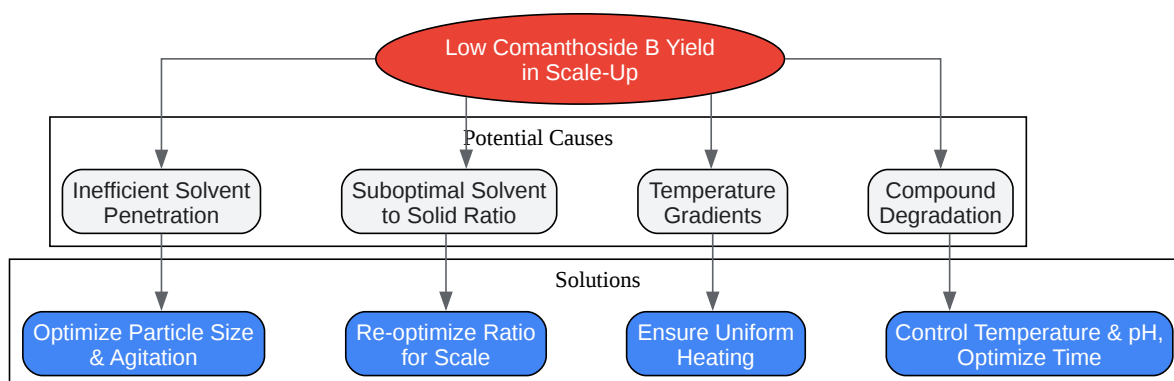 Low Comanthoside B Yield
in Scale-Up
Potential Causes
Inefficient Solvent
Penetration
Suboptimal Solvent
to Solid Ratio
Temperature
Gradients
Compound
Degradation
Solutions
Optimize Particle Size
& Agitation
Re-optimize Ratio
for Scale
Ensure Uniform
Heating
Control Temperature & pH,
Optimize Time